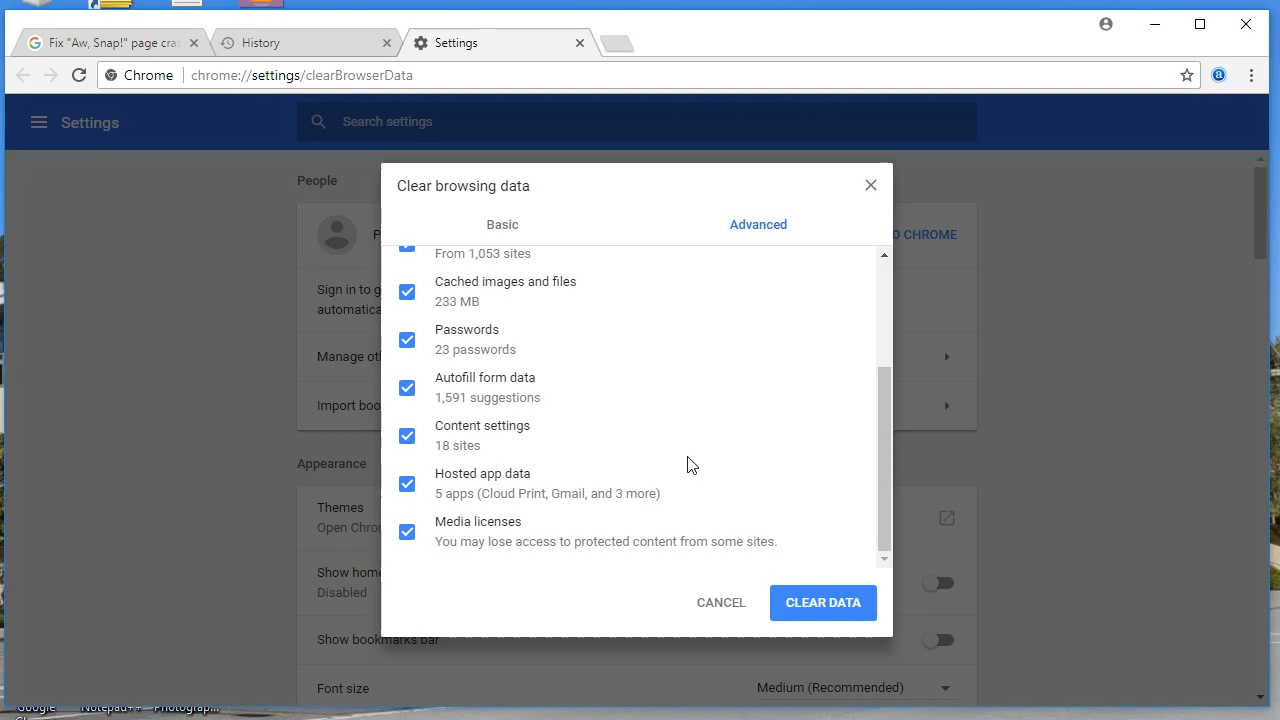 Fix "Aw, Snap!" page cra
History
Settings
Chrome
chrome://settings/clearBrowserData
a
Settings
Search settings
People
Clear browsing data
Basic
Advanced
P
O CHROME
From 1,053 sites
Sign in to g
automatica
Cached images and files
233 MB
Passwords
23 passwords
Manage oth
Autofill form data
1,591 suggestions
Import boo
Content settings
18 sites
Appearance
Hosted app data
5 apps (Cloud Print, Gmail, and 3 more)
Themes
Open Chron
Media licenses
You may lose access to protected content from some sites.
Show home
Disabled
CANCEL
CLEAR DATA
Show bookmarks bar
Font size
Medium (Recommended)
Google
Notepad++
Photograp...